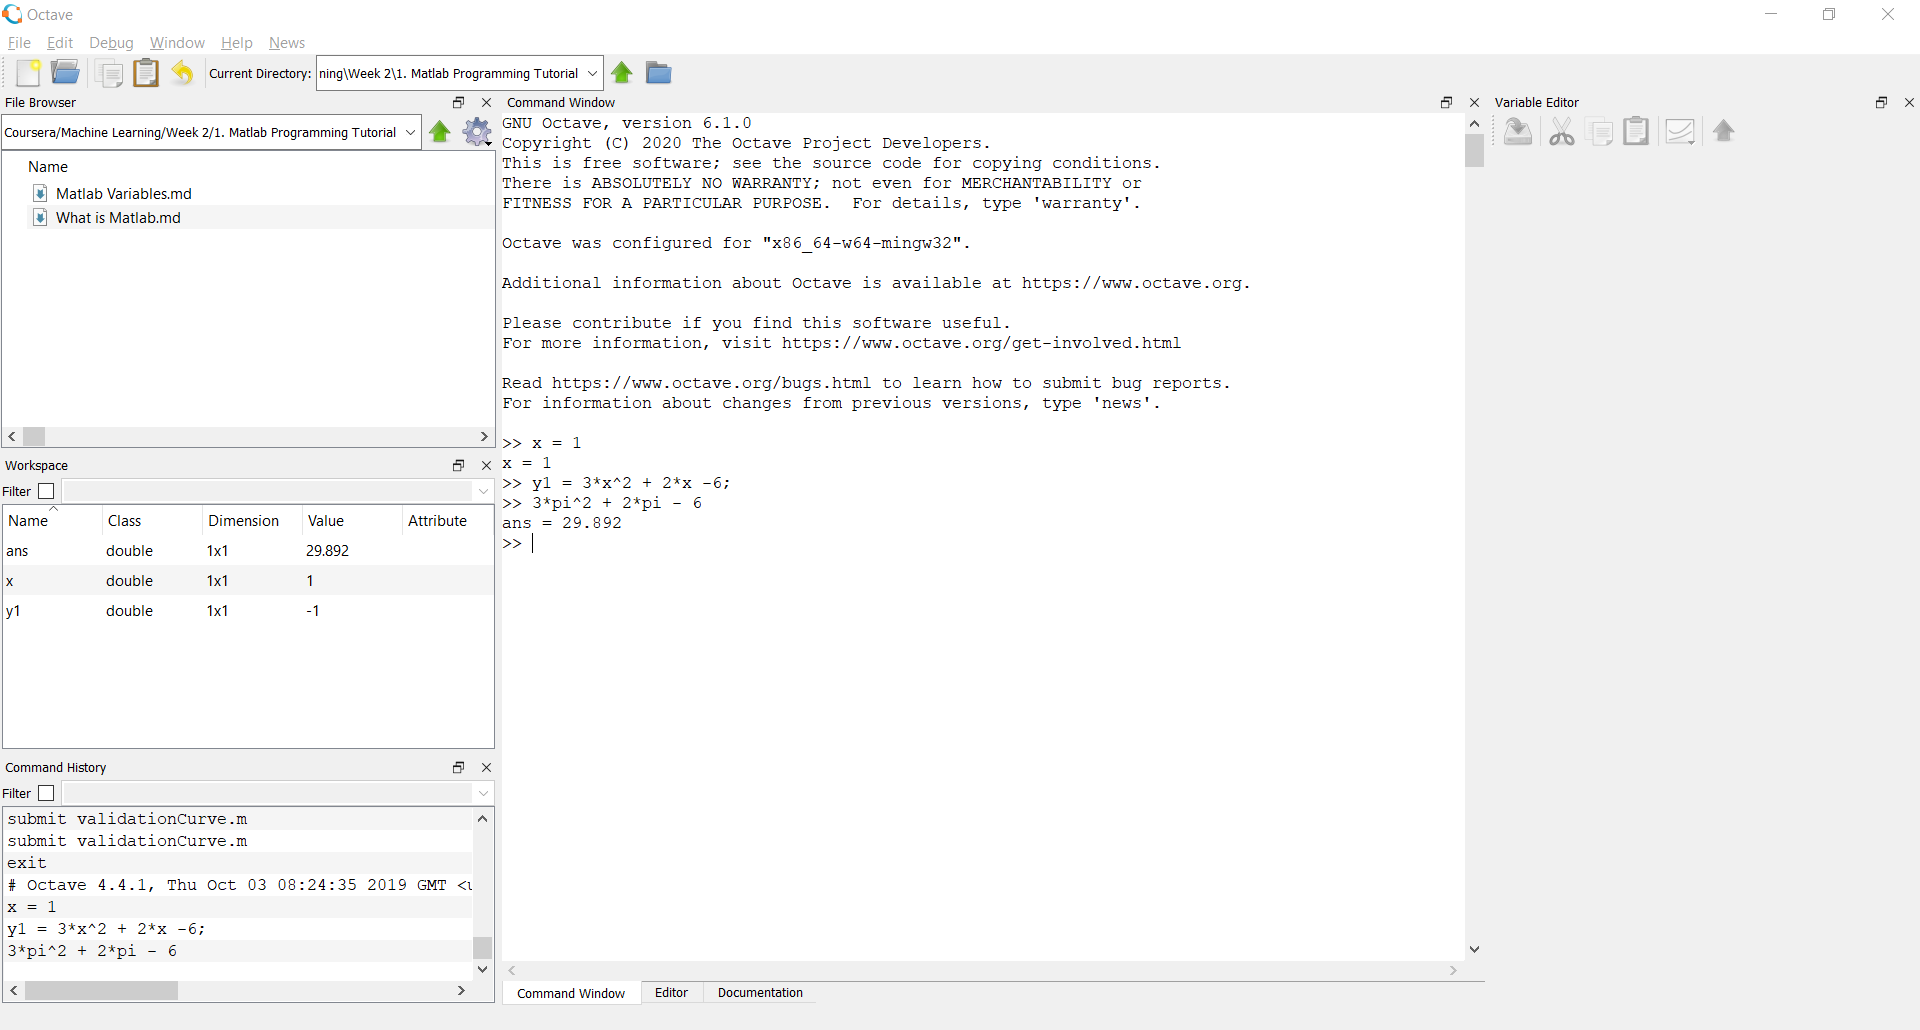 Octave
File Edit Debug Window Help News
Current Directory: ning\Week 2\1. Matlab Programming Tutorial
File Browser
Coursera/Machine Learning/Week 2/1. Matlab Programming Tutorial
Name
Matlab Variables.md
What is Matlab.md
Workspace
Filter
Name Class Dimension Value Attribute
ans double 1x1 29.892
x double 1x1 1
y1 double 1x1 -1
Command History
Filter
submit validationCurve.m
submit validationCurve.m
exit
# Octave 4.4.1, Thu Oct 03 08:24:35 2019 GMT <u
x = 1
y1 = 3*x^2 + 2*x -6;
3*pi^2 + 2*pi - 6
Command Window
GNU Octave, version 6.1.0
Copyright (C) 2020 The Octave Project Developers.
This is free software; see the source code for copying conditions.
There is ABSOLUTELY NO WARRANTY; not even for MERCHANTABILITY or
FITNESS FOR A PARTICULAR PURPOSE.  For details, type 'warranty'.
Octave was configured for "x86_64-w64-mingw32".
Additional information about Octave is available at https://www.octave.org.
Please contribute if you find this software useful.
For more information, visit https://www.octave.org/get-involved.html
Read https://www.octave.org/bugs.html to learn how to submit bug reports.
For information about changes from previous versions, type 'news'.
>> x = 1
x = 1
>> y1 = 3*x^2 + 2*x -6;
>> 3*pi^2 + 2*pi - 6
ans = 29.892
>>
Command Window Editor Documentation
Variable Editor